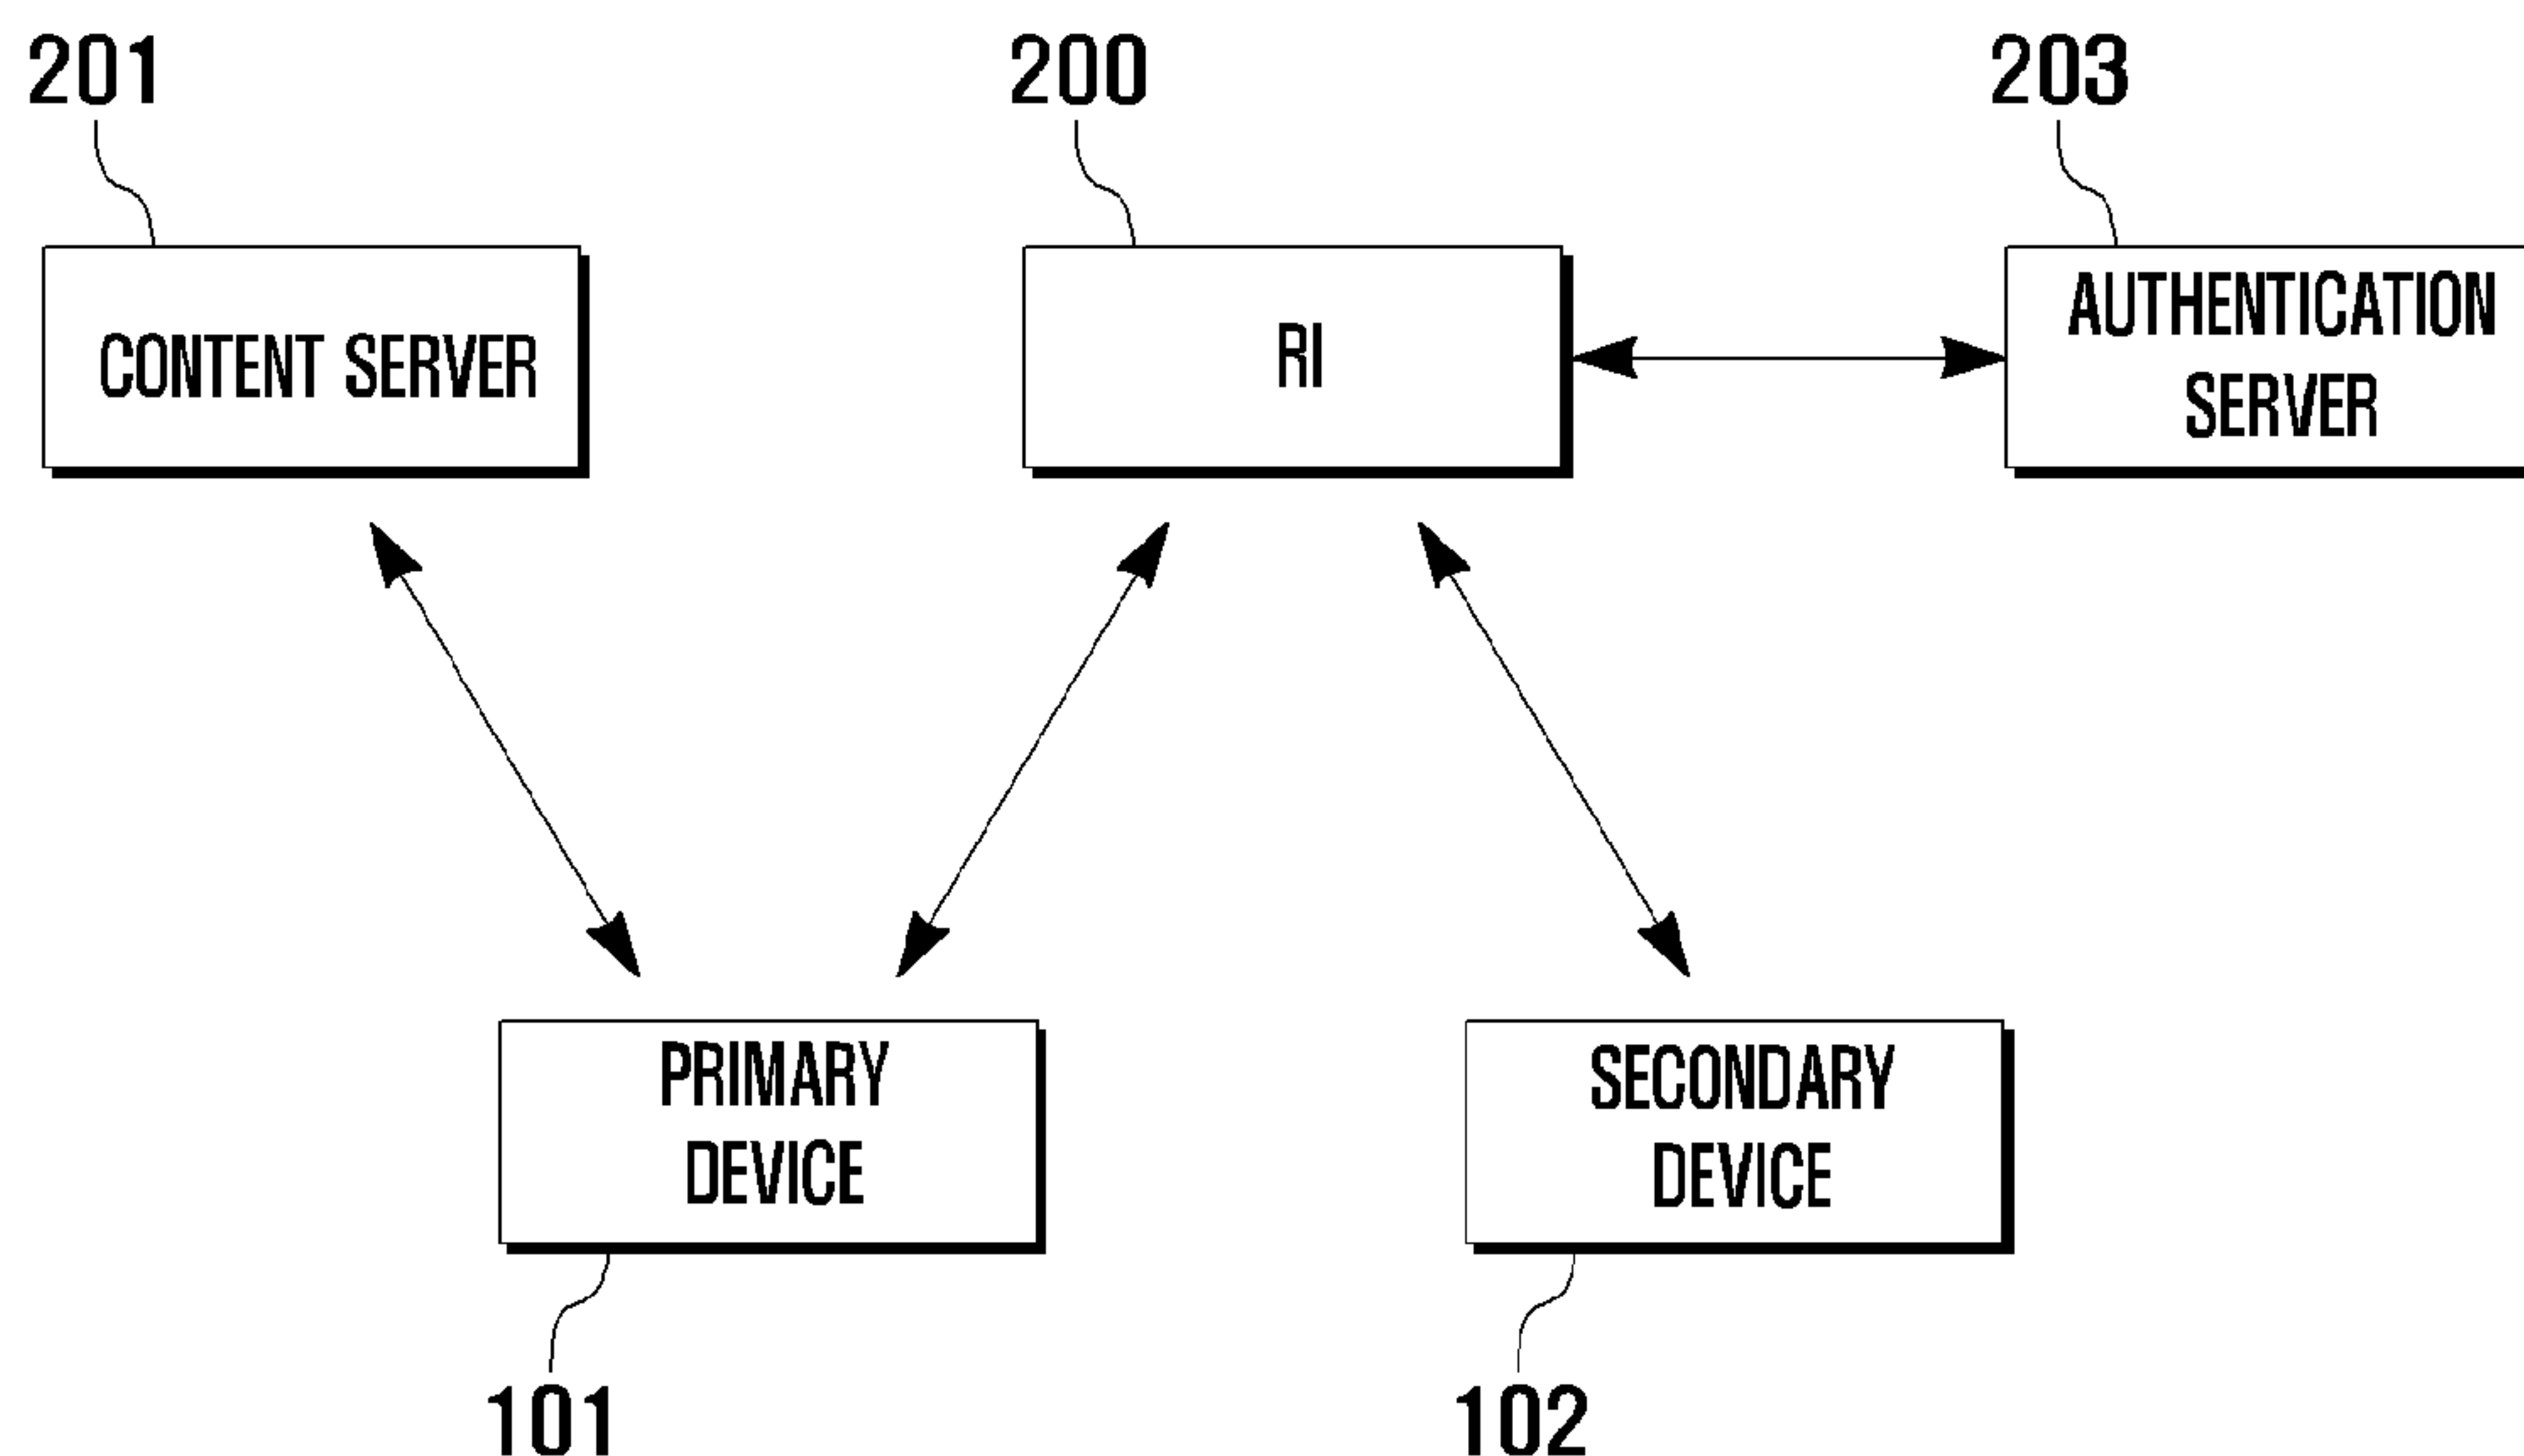 201
200
203
CONTENT SERVER
RI
AUTHENTICATION
SERVER
PRIMARY
DEVICE
SECONDARY
DEVICE
101
102